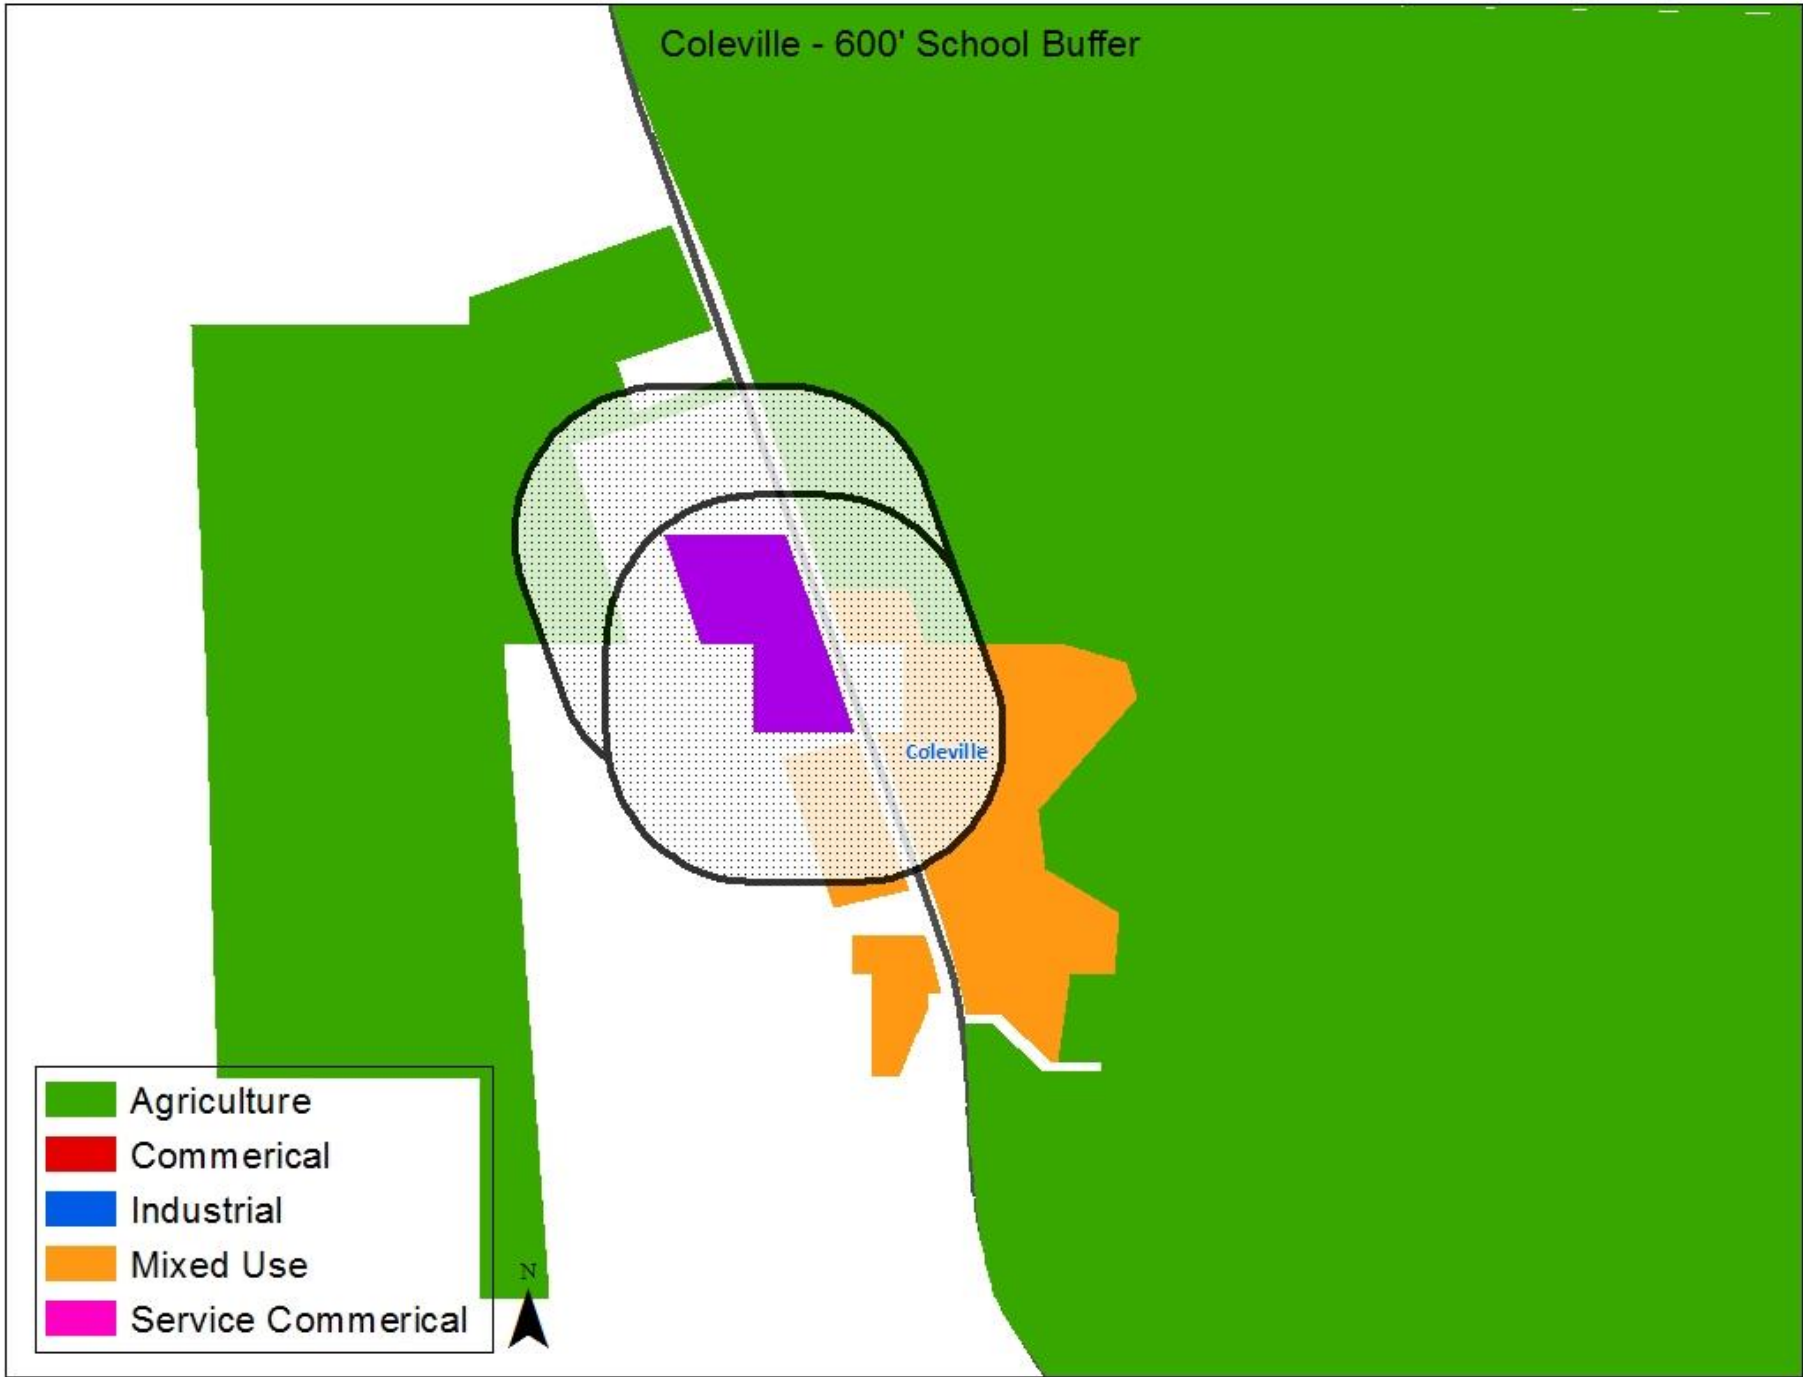 Coleville - 600' School Buffer
Coleville
Agriculture
Commerical
Industrial
Mixed Use
Service Commerical
N